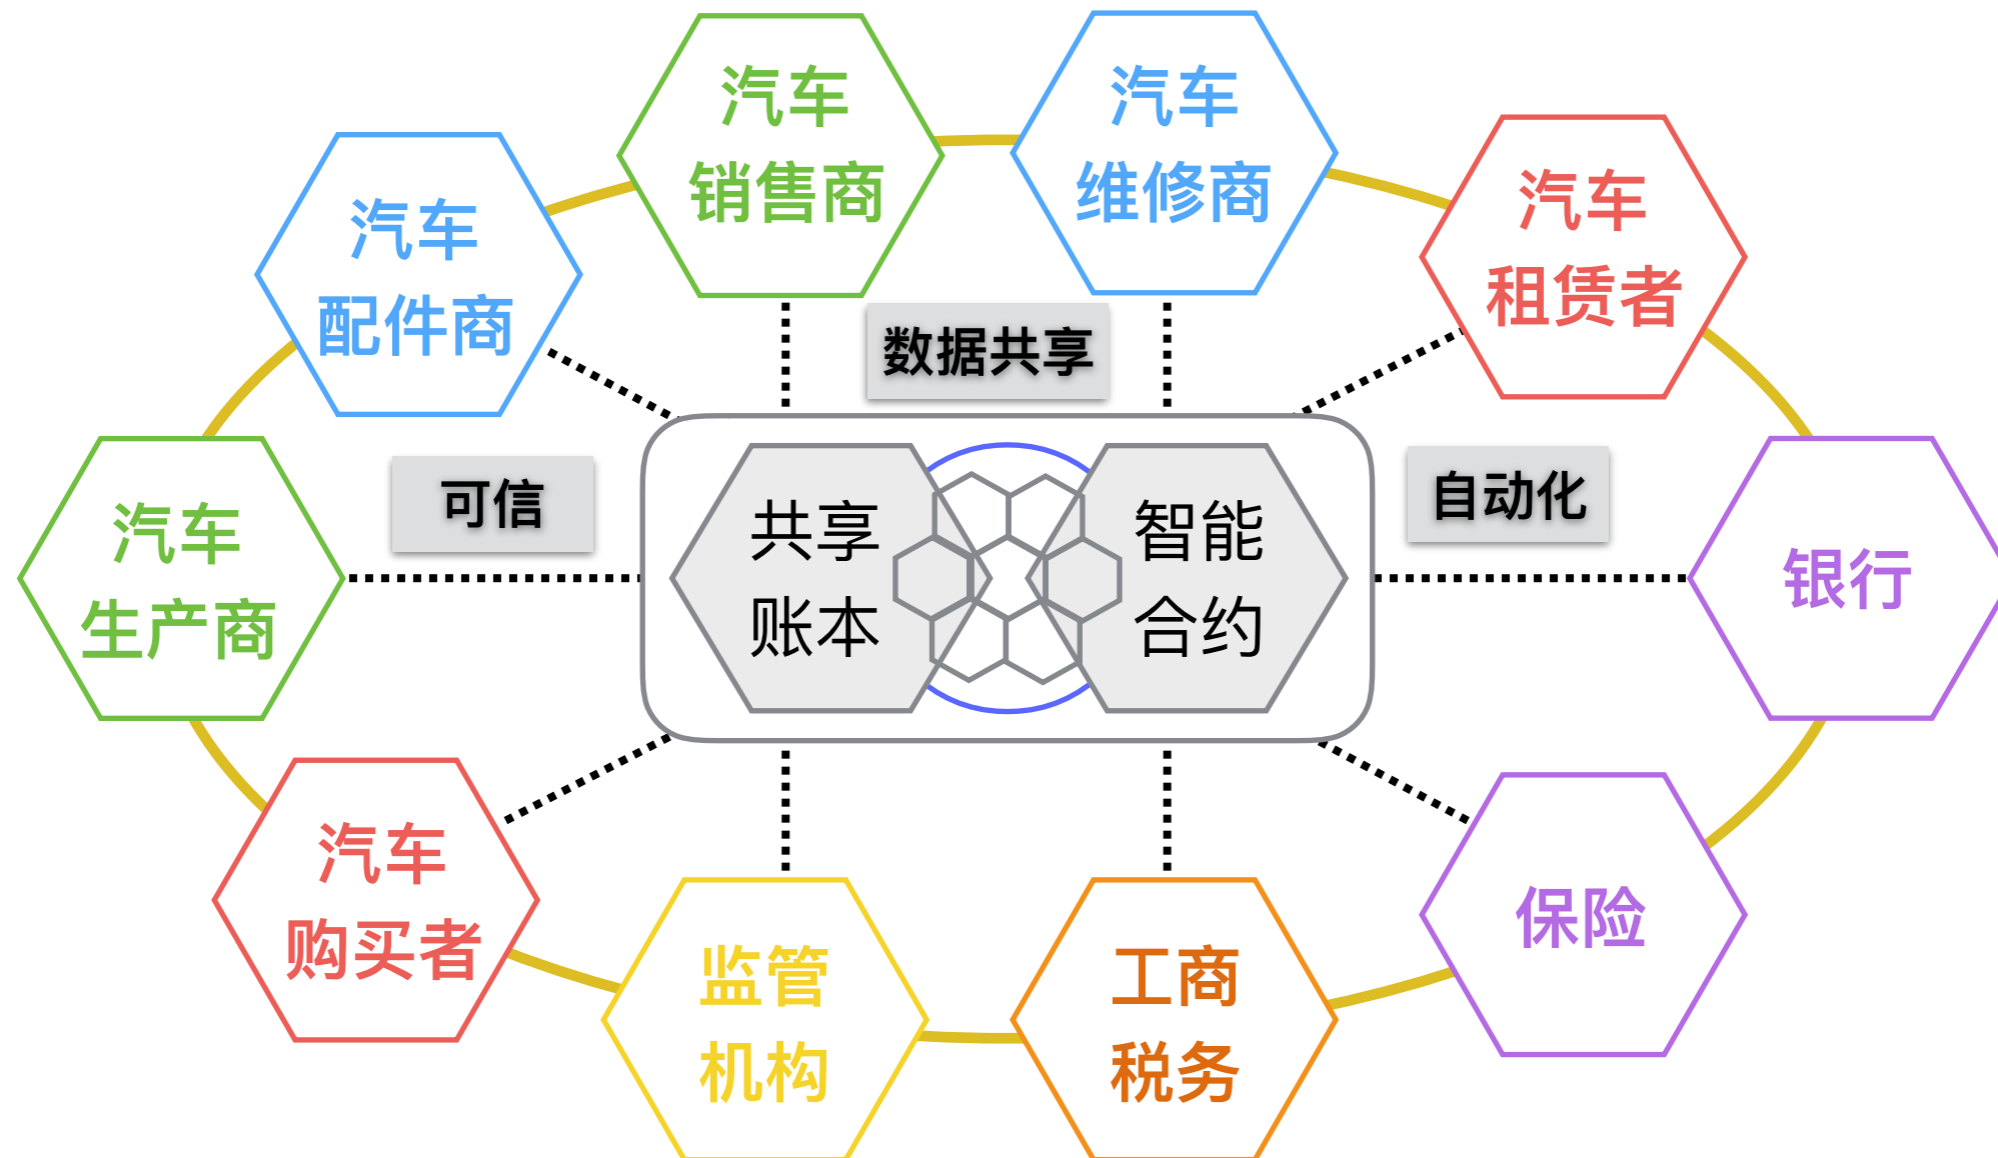 汽车
销售商
汽车
维修商
汽车
配件商
汽车
租赁者
数据共享
可信
自动化
汽车
生产商
共享
账本
智能
合约
银行
汽车
购买者
保险
监管
机构
工商
税务